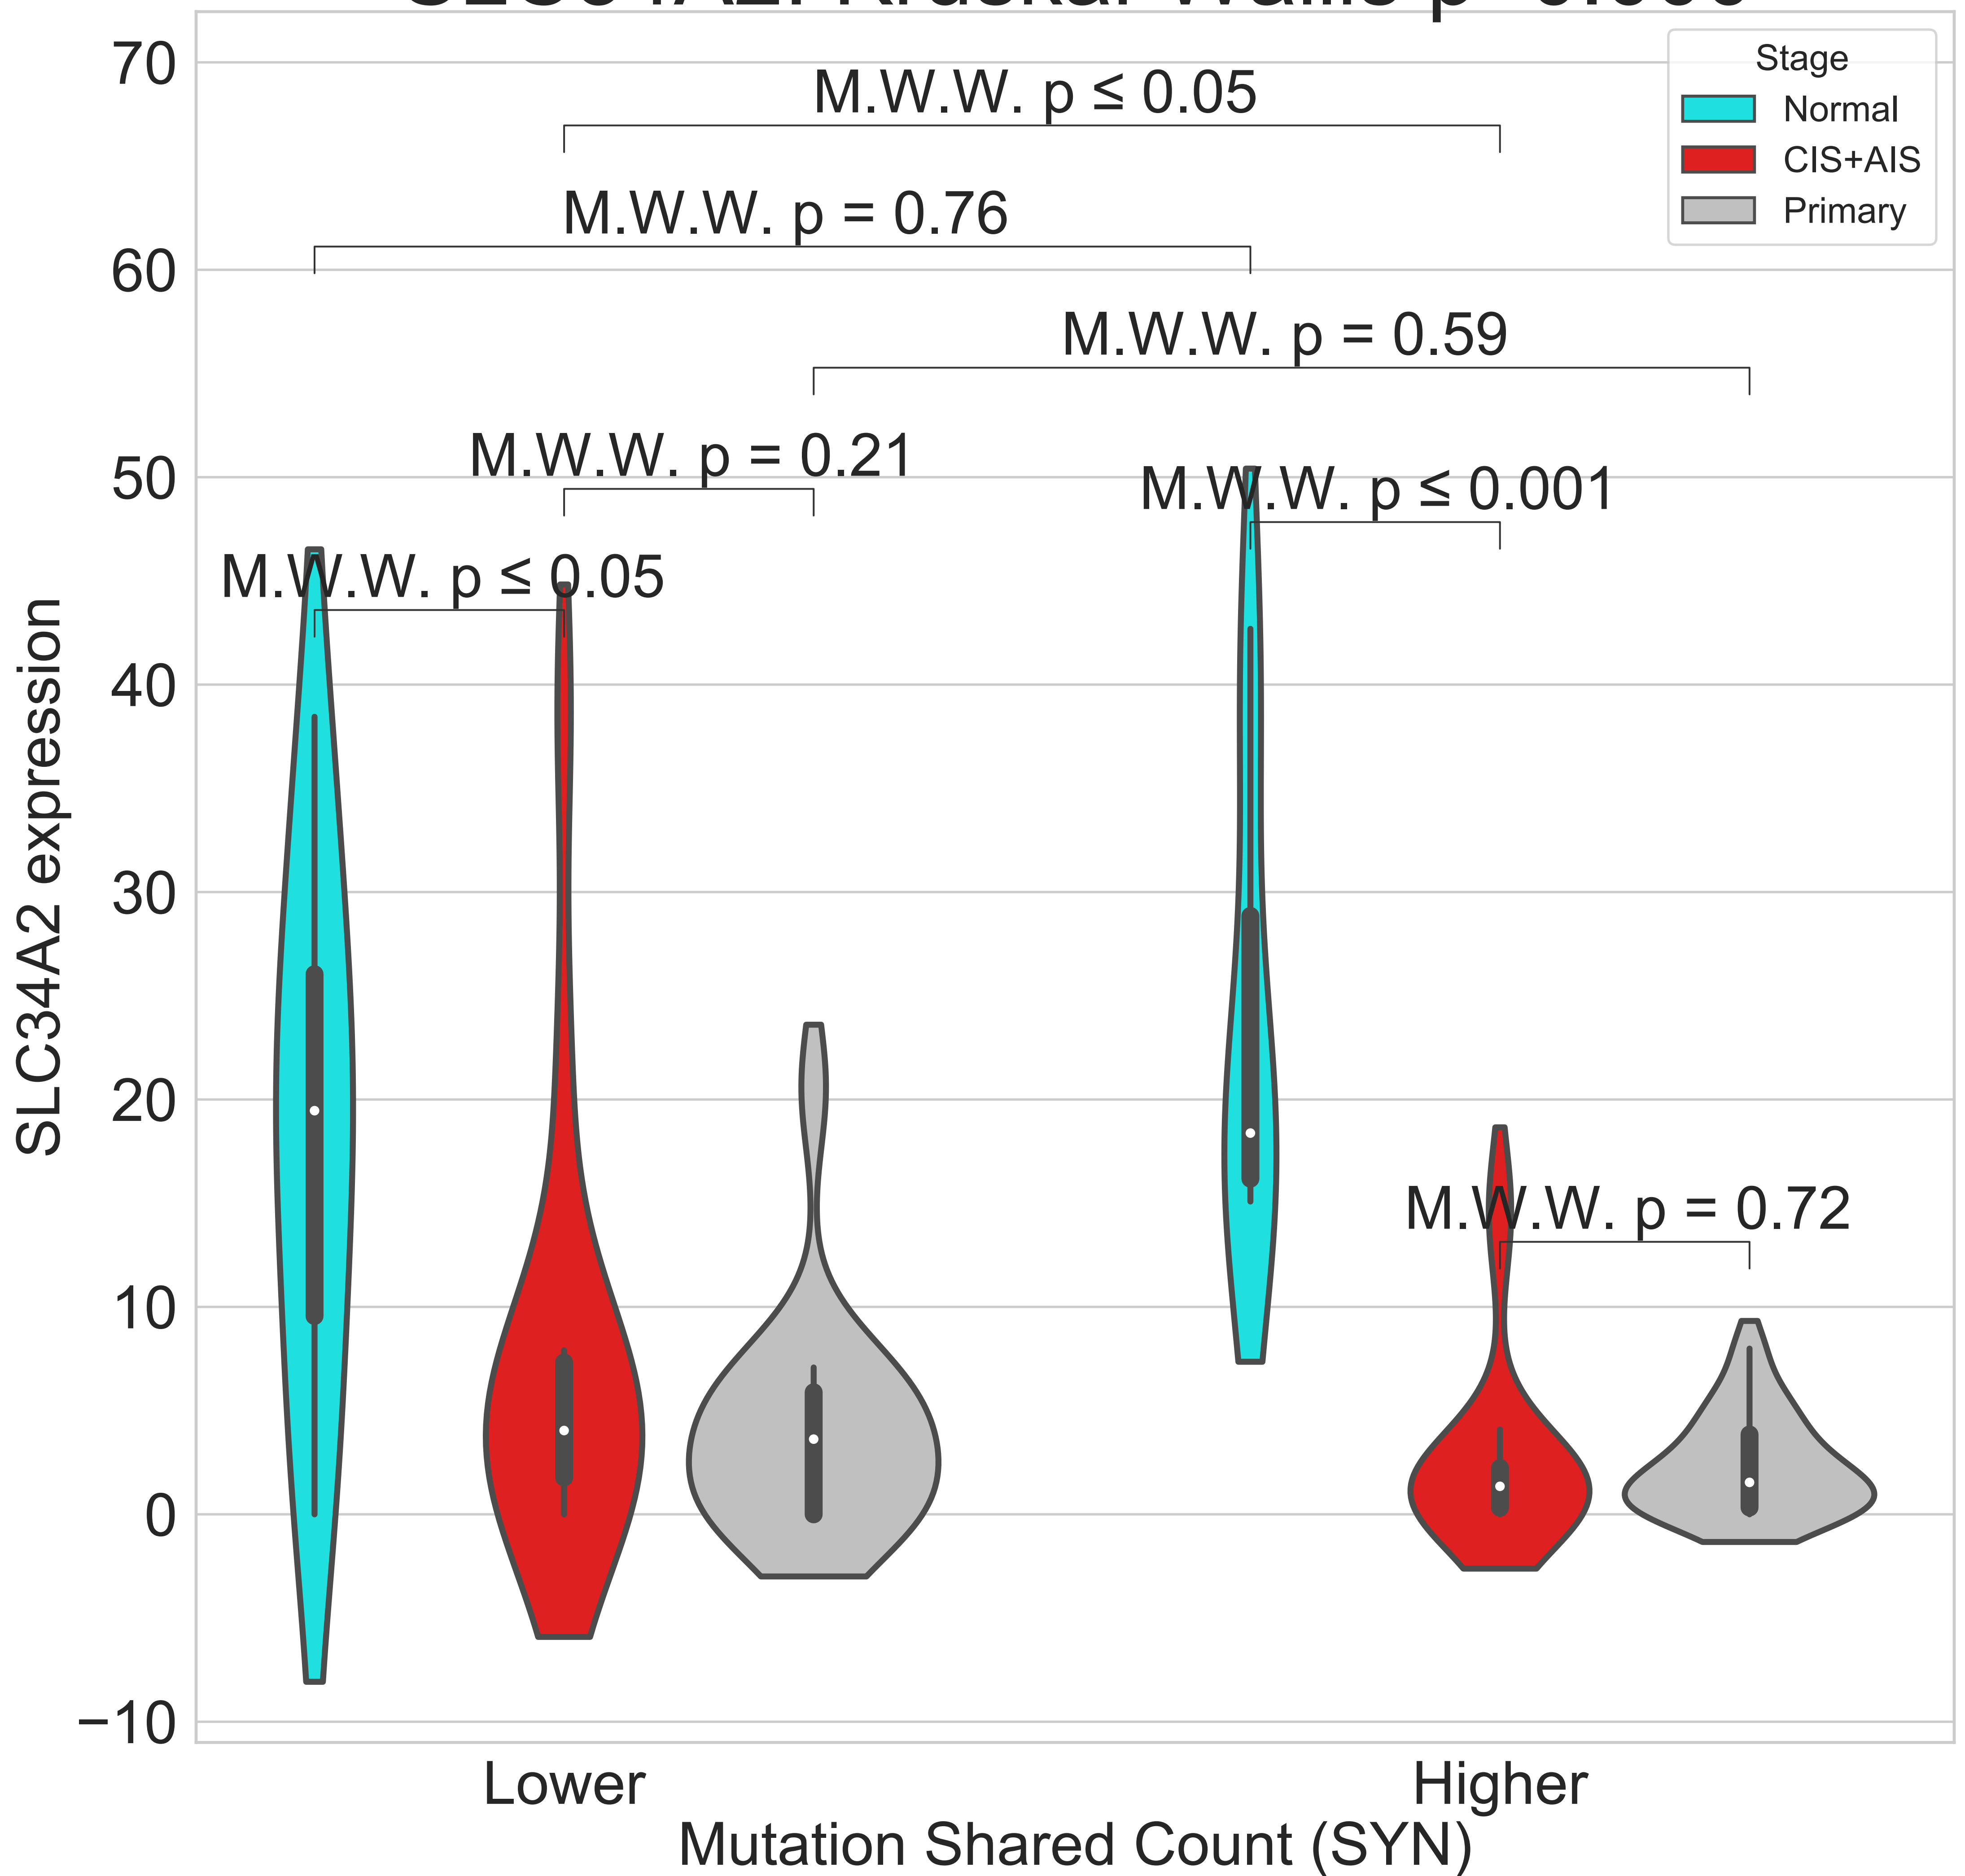 70
60
50
40
30
20
10
0
−10
SLC34A2 expression
M.W.W. p ≤ 0.05
M.W.W. p = 0.76
M.W.W. p = 0.59
M.W.W. p = 0.21
M.W.W. p ≤ 0.001
M.W.W. p ≤ 0.05
M.W.W. p = 0.72
Stage
Normal
CIS+AIS
Primary
Lower
Higher
Mutation Shared Count (SYN)